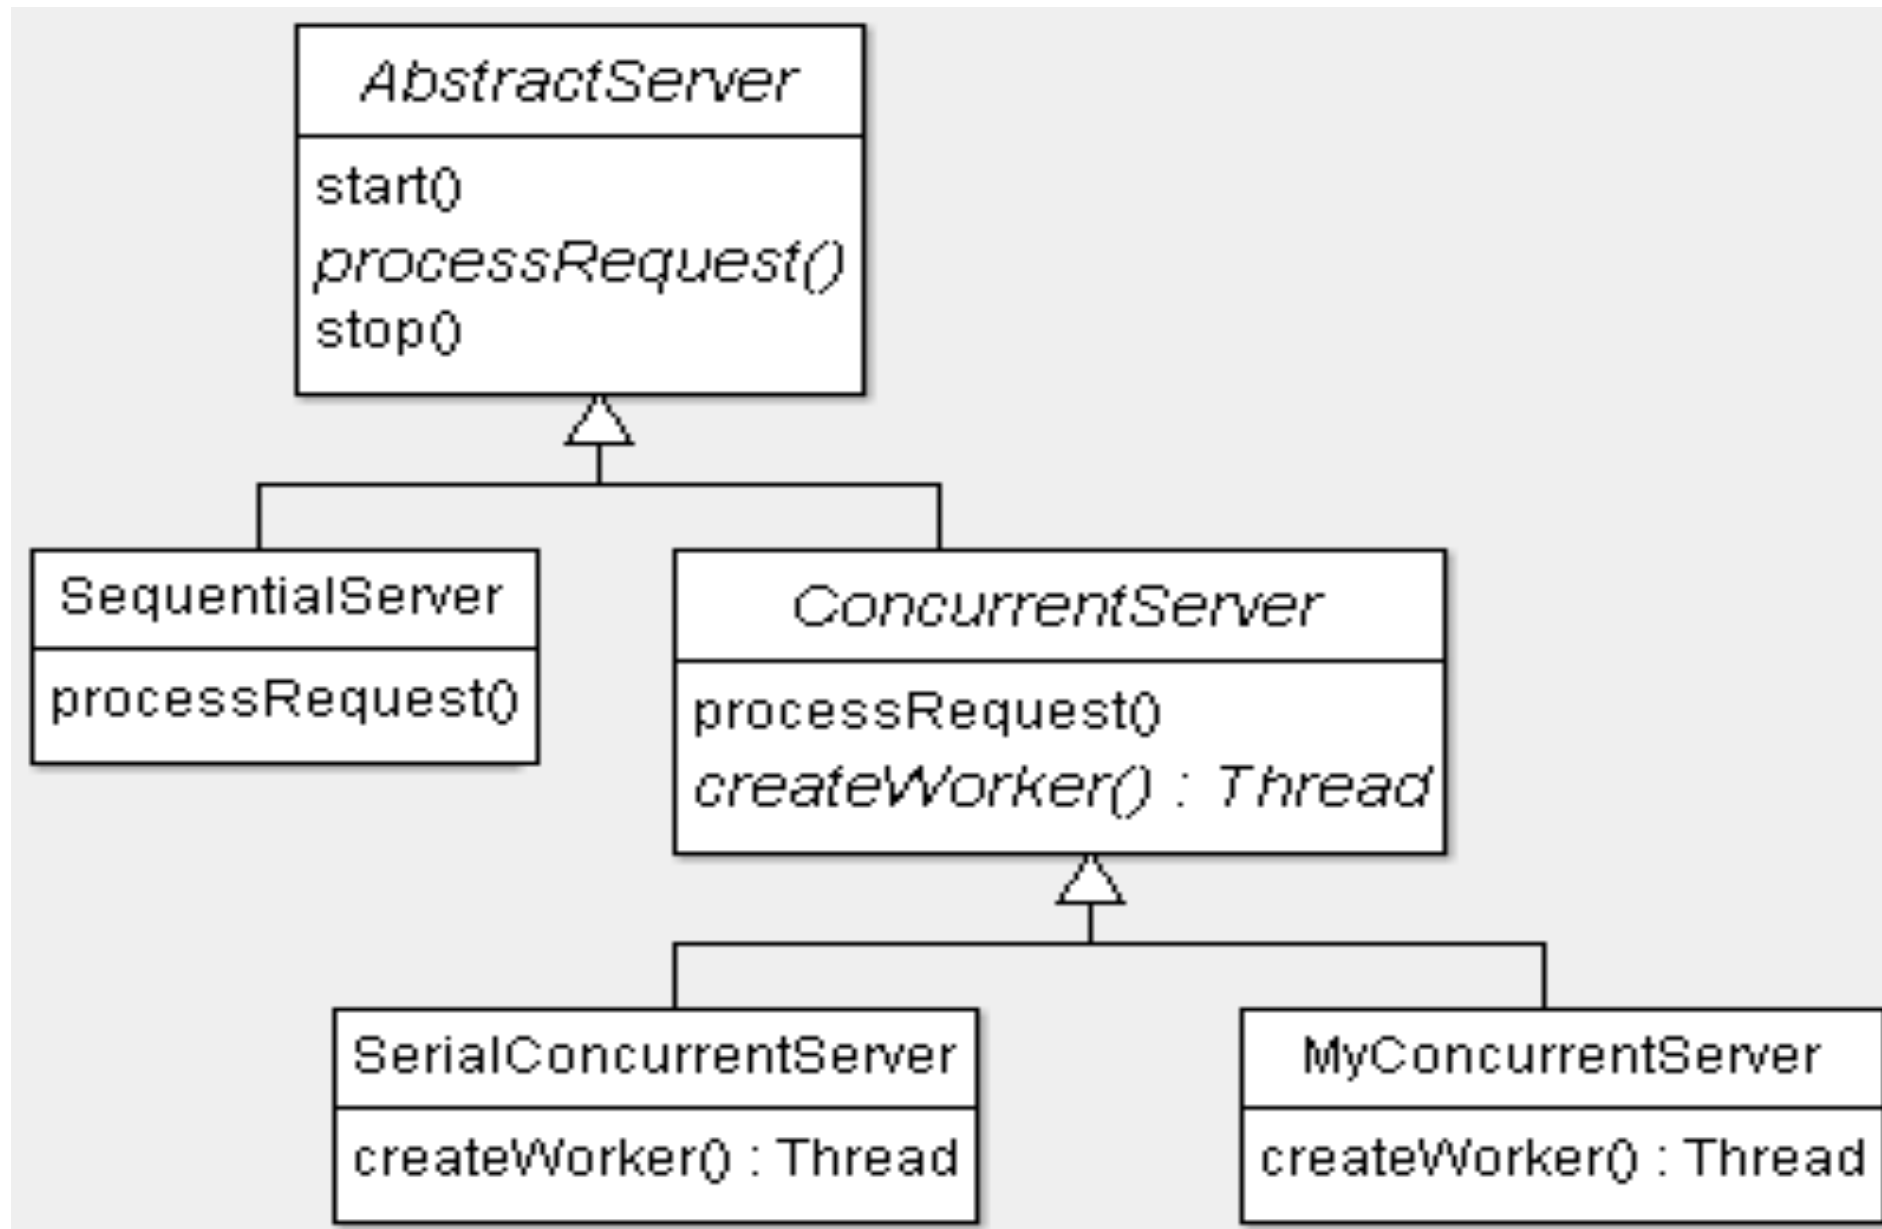 AbstractServer
start()
processRequest()
stop()
SequentialServer
processRequest()
ConcurrentServer
processRequest()
createWorker() : Thread
SerialConcurrentServer
createWorker() : Thread
MyConcurrentServer
createWorker() : Thread